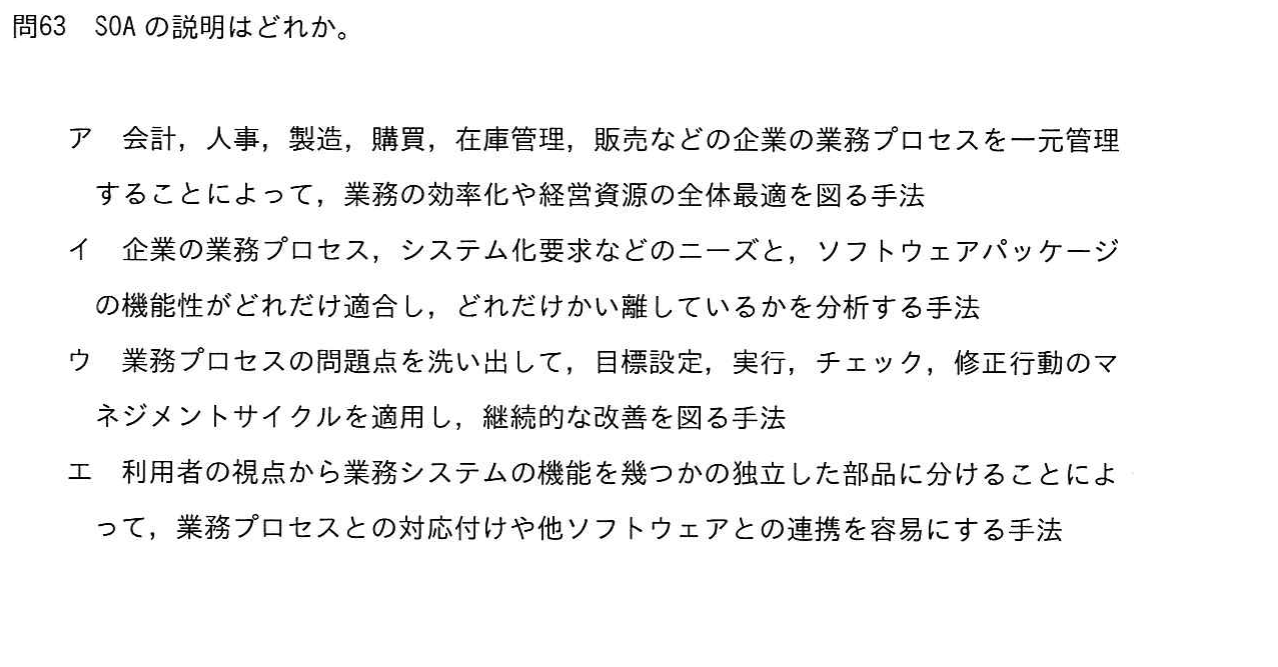 問63 SOA の説明はどれか。
ア 会計，人事，製造，購買，在庫管理，販売などの企業の業務プロセスを一元管理
することによって，業務の効率化や経営資源の全体最適を図る手法
イ 企業の業務プロセス，システム化要求などのニーズと，ソフトウェアパッケージ
の機能性がどれだけ適合し，どれだけかい離しているかを分析する手法
ウ 業務プロセスの問題点を洗い出して，目標設定，実行，チェック，修正行動のマ
ネジメントサイクルを適用し，継続的な改善を図る手法
エ 利用者の視点から業務システムの機能を幾つかの独立した部品に分けることによ
って，業務プロセスとの対応付けや他ソフトウェアとの連携を容易にする手法